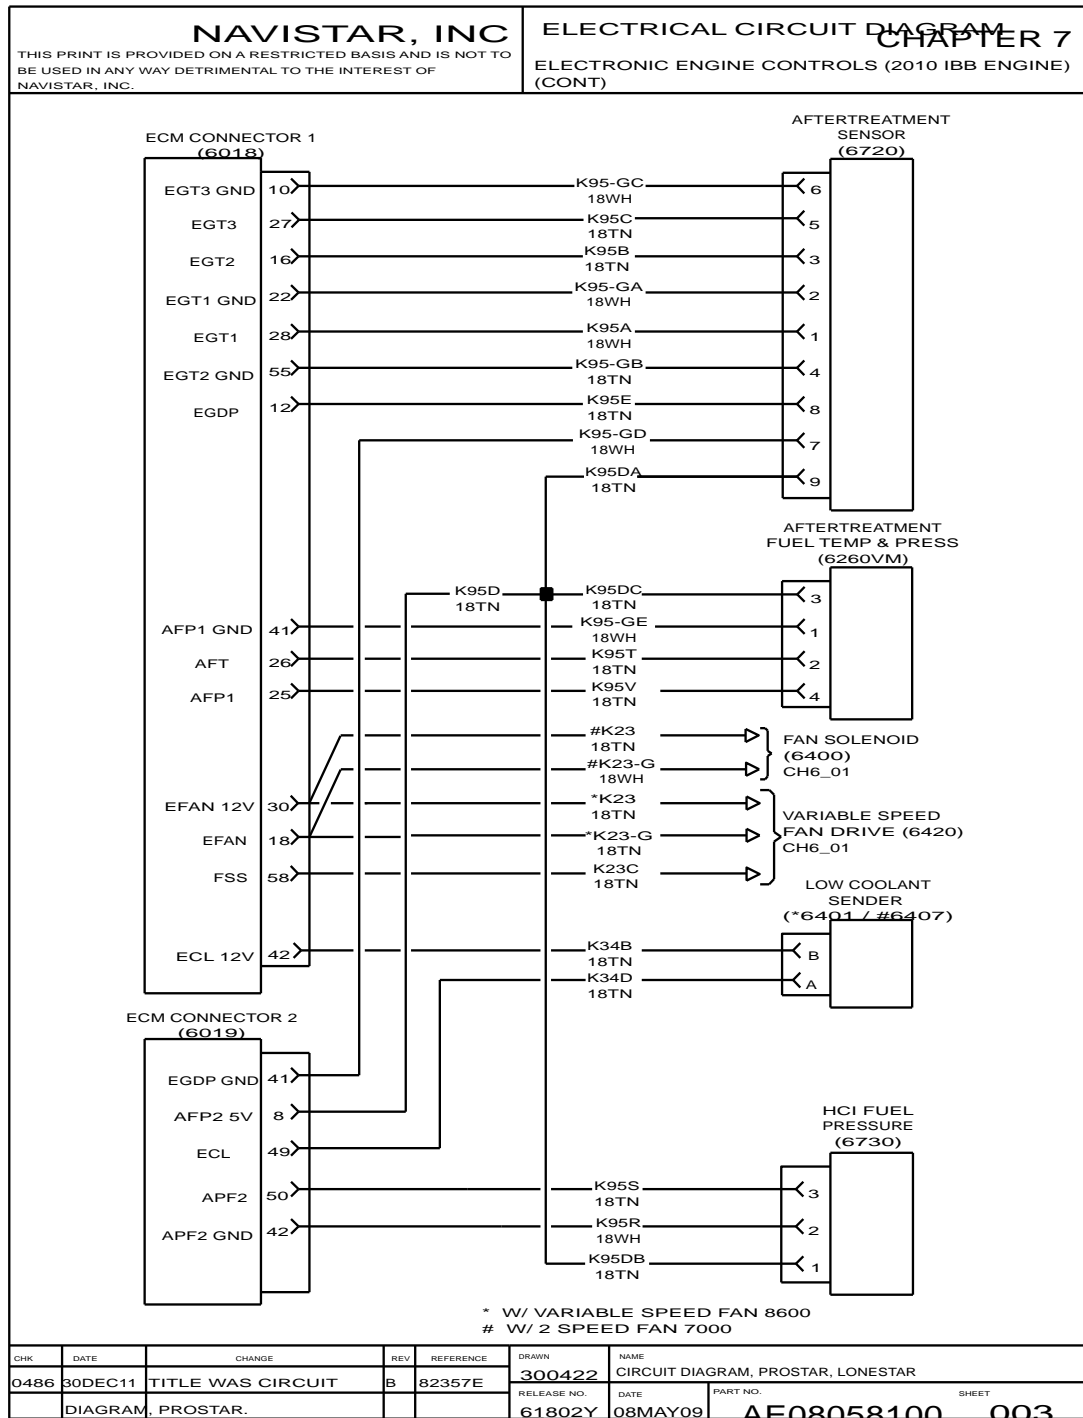 NAVISTAR, INC
THIS PRINT IS PROVIDED ON A RESTRICTED BASIS AND IS NOT TO
BE USED IN ANY WAY DETRIMENTAL TO THE INTEREST OF
NAVISTAR, INC.
ELECTRICAL CIRCUIT DIAGRAM
CHAPTER 7
ELECTRONIC ENGINE CONTROLS (2010 IBB ENGINE)
(CONT)
ECM CONNECTOR 1
(6018)
AFTERTREATMENT
SENSOR
(6720)
EGT3 GND 10 K95-GC 6
18WH
EGT3 27 K95C 5
18TN
EGT2 16 K95B 3
18TN
EGT1 GND 22 K95-GA 2
18WH
EGT1 28 K95A 1
18WH
EGT2 GND 55 K95-GB 4
18TN
EGDP 12 K95E 8
18TN
K95-GD 7
18WH
K95DA 9
18TN
AFTERTREATMENT
FUEL TEMP & PRESS
(6260VM)
K95D K95DC 3
18TN 18TN
AFP1 GND 41 K95-GE 1
18WH
AFT 26 K95T 2
18TN
AFP1 25 K95V 4
18TN
#K23
18TN
#K23-G
18WH
FAN SOLENOID
(6400)
CH6_01
EFAN 12V 30 *K23
18TN
EFAN 18 *K23-G
18TN
FSS 58 K23C
18TN
VARIABLE SPEED
FAN DRIVE (6420)
CH6_01
LOW COOLANT
SENDER
(*6401 / #6407)
ECL 12V 42 K34B B
18TN
K34D A
18TN
ECM CONNECTOR 2
(6019)
EGDP GND 41
AFP2 5V 8
ECL 49
HCI FUEL
PRESSURE
(6730)
APF2 50 K95S 3
18TN
APF2 GND 42 K95R 2
18WH
K95DB 1
18TN
* W/ VARIABLE SPEED FAN 8600
# W/ 2 SPEED FAN 7000
CHK DATE CHANGE REV REFERENCE DRAWN NAME
0486 30DEC11 TITLE WAS CIRCUIT B 82357E 300422 CIRCUIT DIAGRAM, PROSTAR, LONESTAR
DIAGRAM, PROSTAR.
RELEASE NO. DATE PART NO. SHEET
61802Y 08MAY09 AE08058100 003